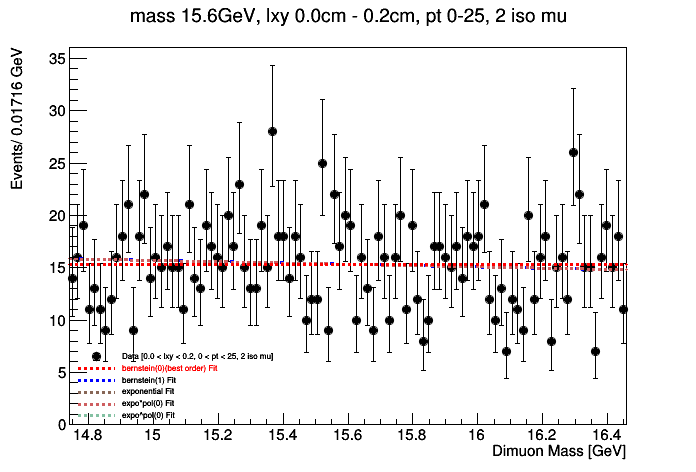 mass 15.6GeV, lxy 0.0cm - 0.2cm, pt 0-25, 2 iso mu
Events/ 0.01716 GeV
35
30
25
20
15
10
5
0
Data [0.0 < lxy < 0.2, 0 < pt < 25, 2 iso mu]
bernstein(0)(best order) Fit
bernstein(1) Fit
exponential Fit
expo*pol(0) Fit
expo*pol(0) Fit
14.8 15 15.2 15.4 15.6 15.8 16 16.2 16.4
Dimuon Mass [GeV]